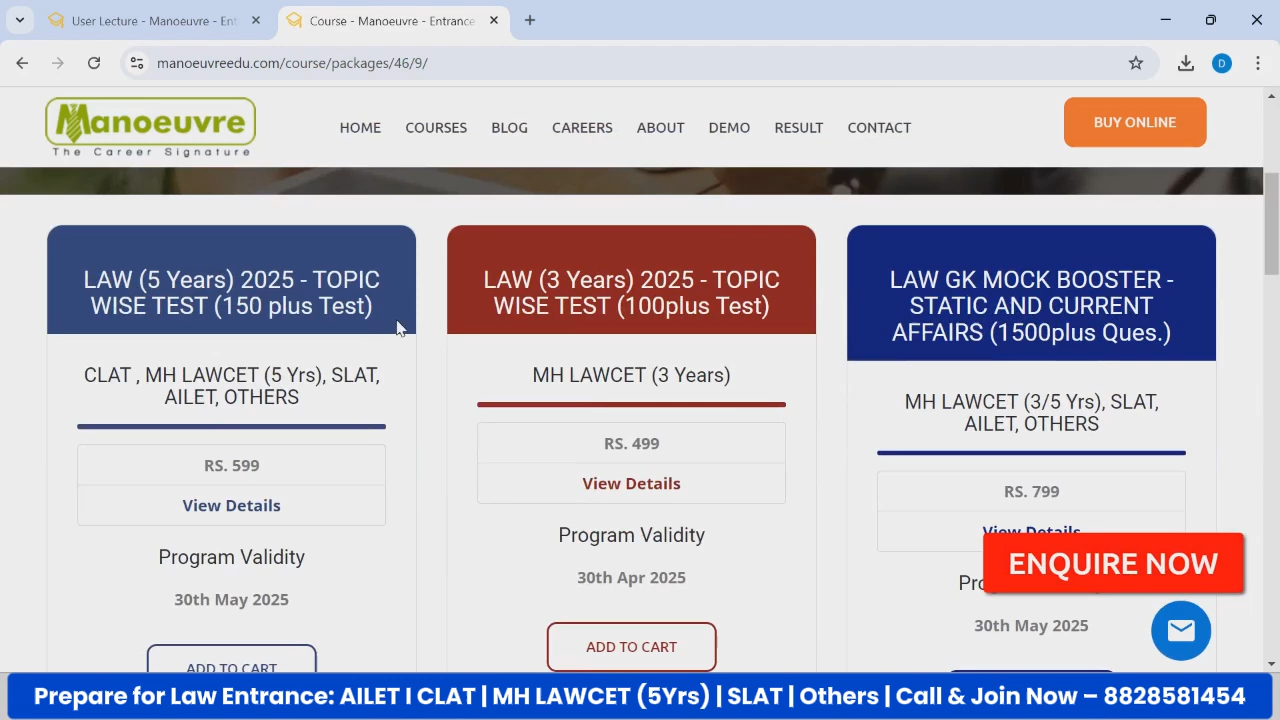 User Lecture - Manoeuvre - Ent
Course - Manoeuvre - Entrance
manoeuvreedu.com/course/packages/46/9/
D
Manoeuvre
The Career Signature
HOME
COURSES
BLOG
CAREERS
ABOUT
DEMO
RESULT
CONTACT
BUY ONLINE
LAW (5 Years) 2025 - TOPIC
WISE TEST (150 plus Test)
CLAT , MH LAWCET (5 Yrs), SLAT,
AILET, OTHERS
RS. 599
View Details
Program Validity
30th May 2025
ADD TO CART
LAW (3 Years) 2025 - TOPIC
WISE TEST (100plus Test)
MH LAWCET (3 Years)
RS. 499
View Details
Program Validity
30th Apr 2025
ADD TO CART
LAW GK MOCK BOOSTER -
STATIC AND CURRENT
AFFAIRS (1500plus Ques.)
MH LAWCET (3/5 Yrs), SLAT,
AILET, OTHERS
RS. 799
View Details
ENQUIRE NOW
30th May 2025
Prepare for Law Entrance: AILET I CLAT | MH LAWCET (5Yrs) | SLAT | Others | Call & Join Now – 8828581454